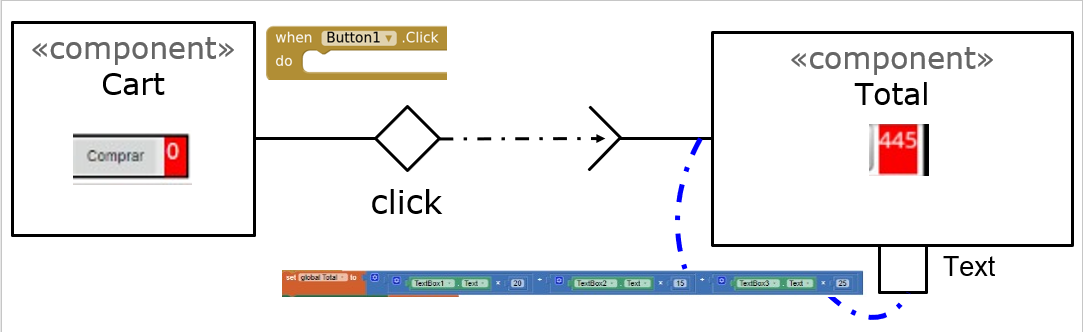 «component»
Cart
Comprar 0
when Button1 .Click
do
click
«component»
Total
445
Text
set global Total to TextBox1 . Text × 20 + TextBox2 . Text × 15 + TextBox3 . Text × 25